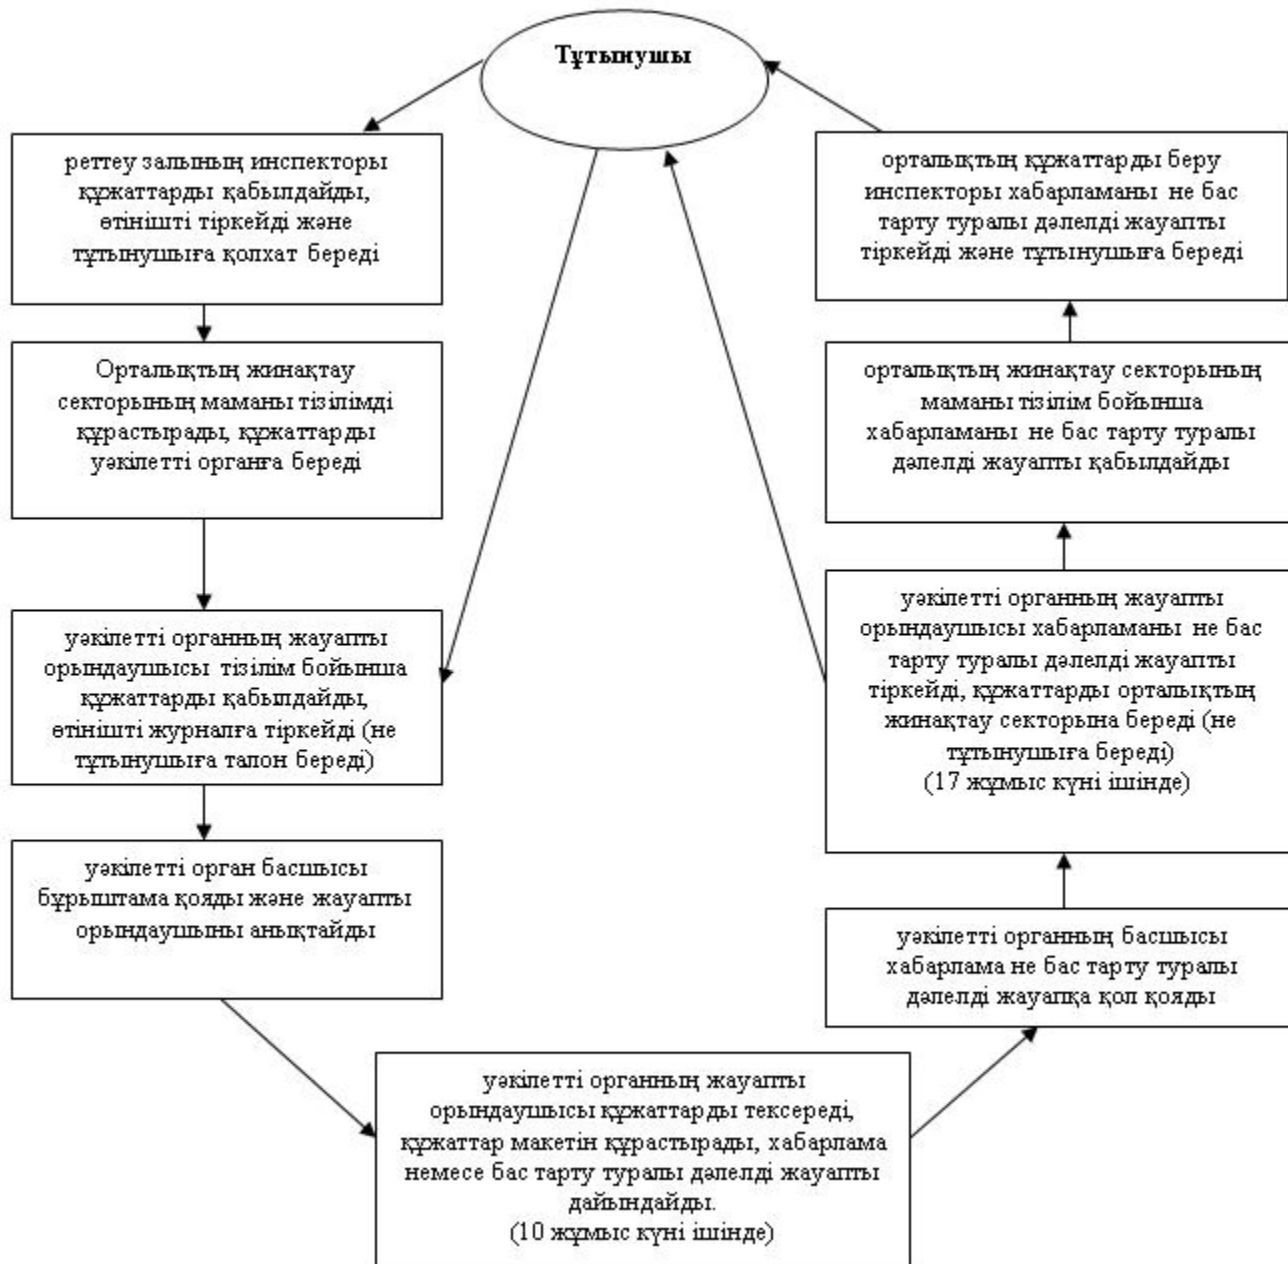 Тұтынушы
реттеу залының инспекторы
құжаттарды қабылдайды,
өтінішті тіркейді және
тұтынушыға қолхат береді
Орталықтың жинақтау
секторының маманы тізілімді
құрастырады, құжаттарды
уәкілетті органға береді
уәкілетті органның жауапты
орындаушысы тізілім бойынша
құжаттарды қабылдайды,
өтінішті журналға тіркейді (не
тұтынушыға талон береді)
уәкілетті орган басшысы
бұрыштама қояды және жауапты
орындаушыны анықтайды
уәкілетті органның жауапты
орындаушысы құжаттарды тексереді,
құжаттар макетін құрастырады, хабарлама
немесе бас тарту туралы дәлелді жауапты
дайындайды.
(10 жұмыс күні ішінде)
уәкілетті органның басшысы
хабарлама не бас тарту туралы
дәлелді жауапқа қол қояды
уәкілетті органның жауапты
орындаушысы хабарламаны не бас
тарту туралы дәлелді жауапты
тіркейді, құжаттарды орталықтың
жинақтау секторына береді (не
тұтынушыға береді)
(17 жұмыс күні ішінде)
орталықтың жинақтау секторының
маманы тізілім бойынша
хабарламаны не бас тарту туралы
дәлелді жауапты қабылдайды
орталықтың құжаттарды беру
инспекторы хабарламаны не бас
тарту туралы дәлелді жауапты
тіркейді және тұтынушыға береді